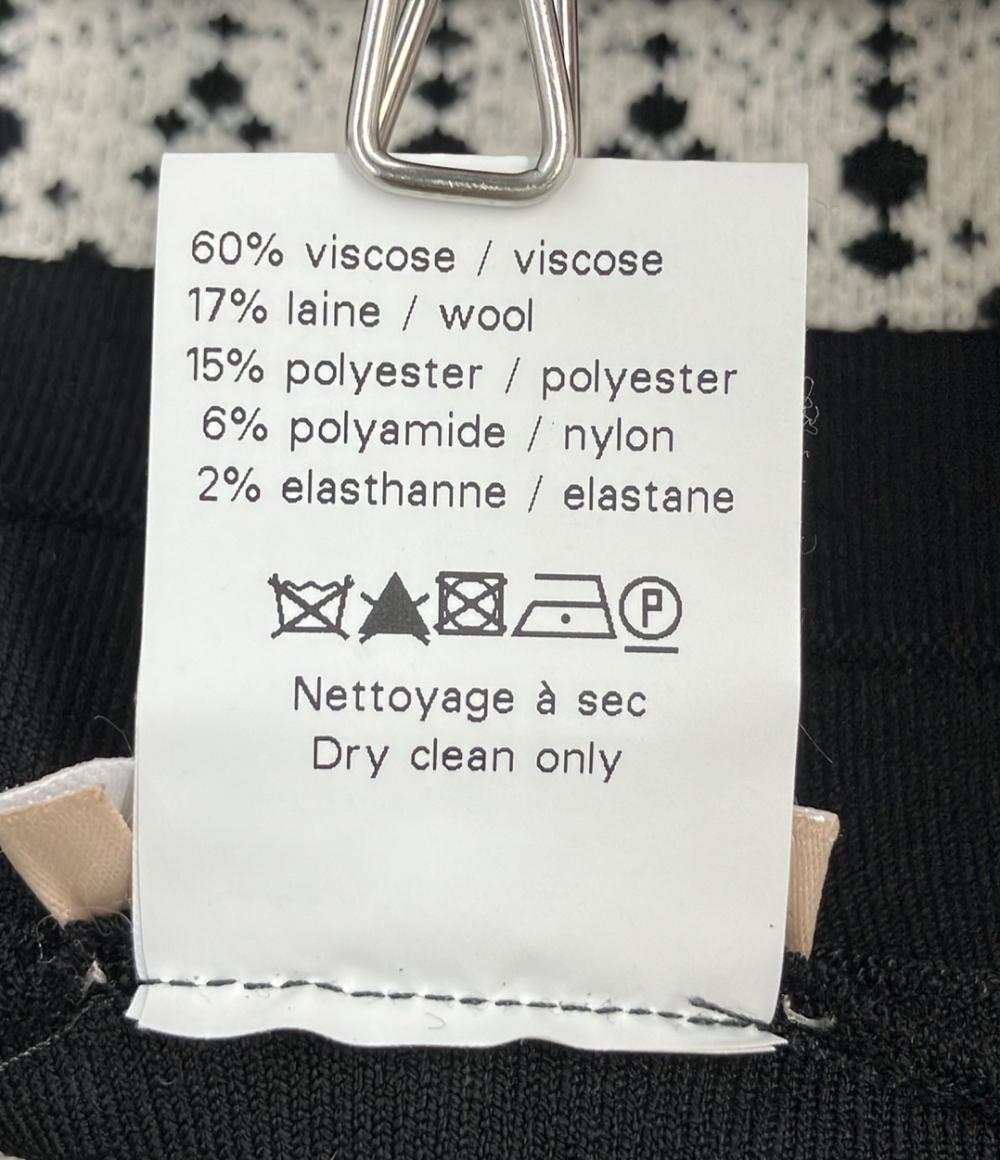 60% viscose / viscose
17% laine / wool
15% polyester / polyester
6% polyamide / nylon
2% elasthanne / elastane
P
Nettoyage à sec
Dry clean only